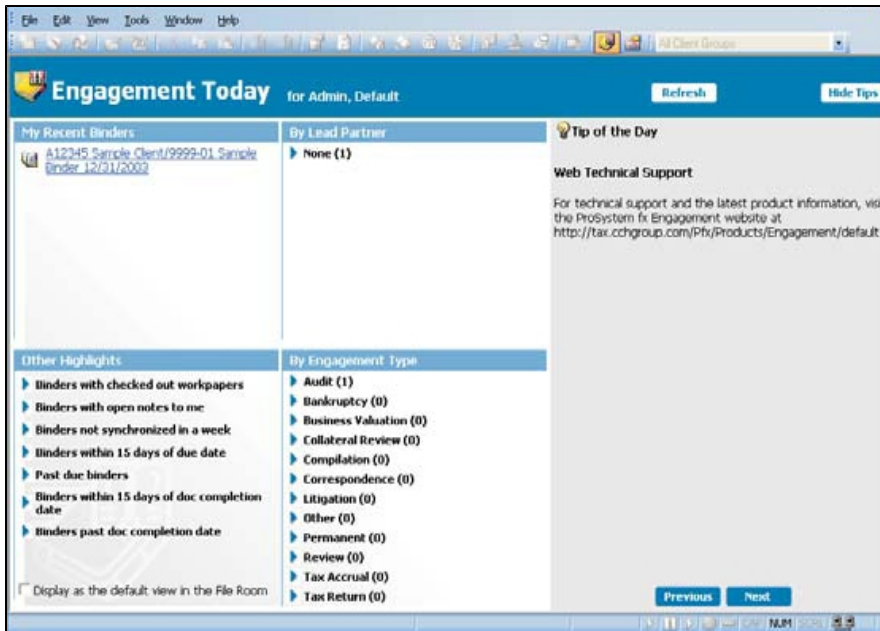 File Edit View Tools Window Help
All Client Groups
Engagement Today for Admin, Default
Refresh
Hide Tips
My Recent Binders
A12345 Sample Client/9999-01 Sample
Binder 12/31/2003
By Lead Partner
None (1)
Tip of the Day
Web Technical Support
For technical support and the latest product information, vis
the ProSystem fx Engagement website at
http://tax.cchgroup.com/Pfx/Products/Engagement/default
Other Highlights
Binders with checked out workpapers
Binders with open notes to me
Binders not synchronized in a week
Binders within 15 days of due date
Past due binders
Binders within 15 days of doc completion
date
Binders past doc completion date
Display as the default view in the File Room
By Engagement Type
Audit (1)
Bankruptcy (0)
Business Valuation (0)
Collateral Review (0)
Compilation (0)
Correspondence (0)
Litigation (0)
Other (0)
Permanent (0)
Review (0)
Tax Accrual (0)
Tax Return (0)
Previous Next
CAP NUM SCRL